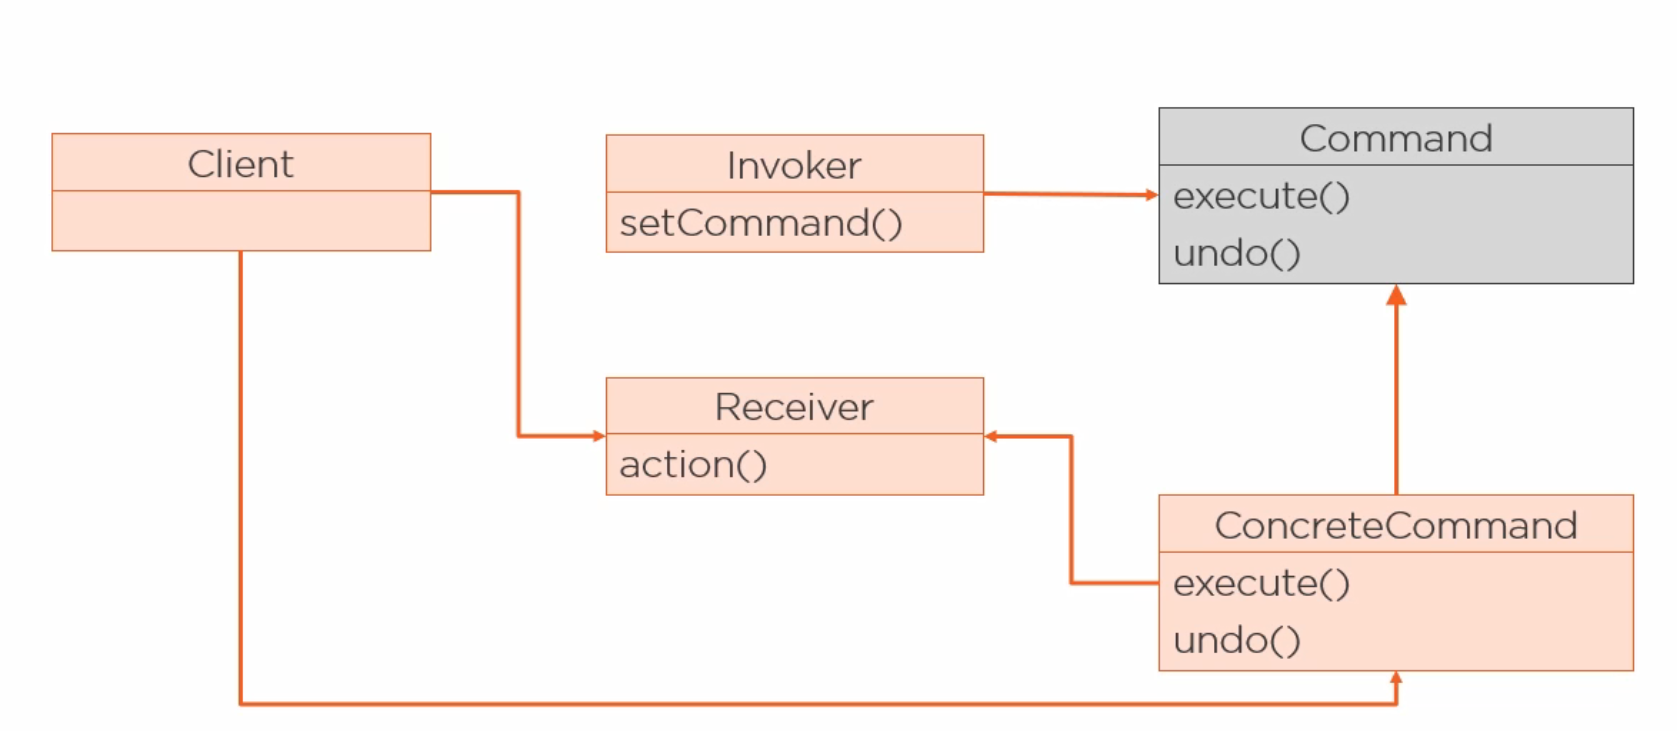 Client
Invoker
setCommand()
Command
execute()
undo()
Receiver
action()
ConcreteCommand
execute()
undo()